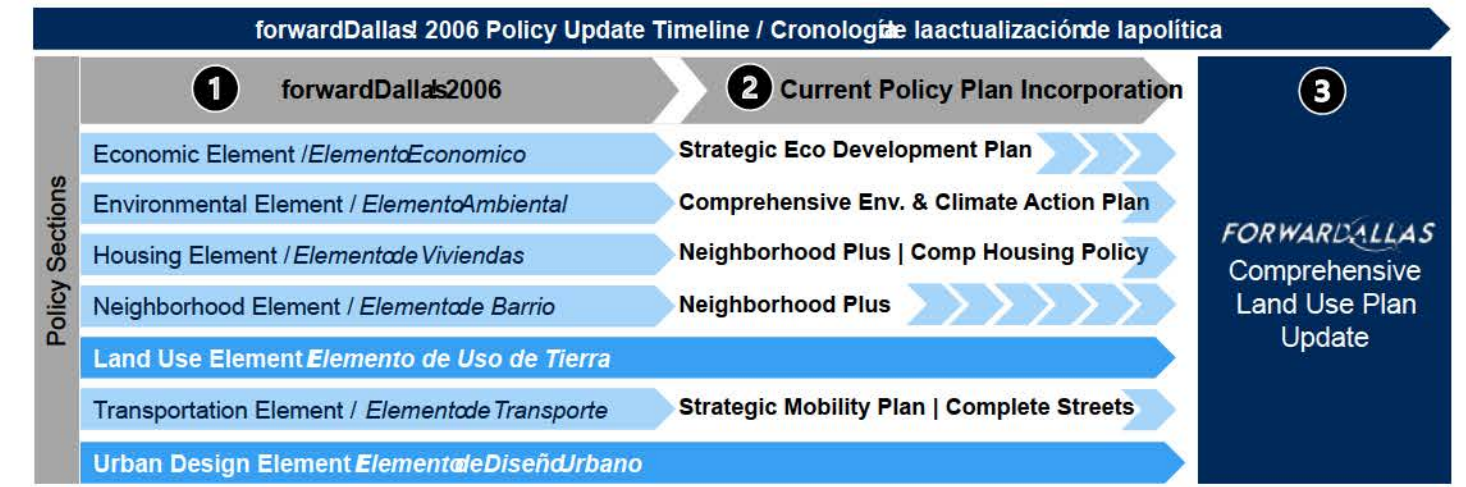 forwardDallas! 2006 Policy Update Timeline / Cronología de la actualización de la política
Policy Sections
1 forwardDallas! 2006
2 Current Policy Plan Incorporation
3
Economic Element / Elemento Economico
Strategic Eco Development Plan
Environmental Element / Elemento Ambiental
Comprehensive Env. & Climate Action Plan
Housing Element / Elemento de Viviendas
Neighborhood Plus | Comp Housing Policy
Neighborhood Element / Elemento de Barrio
Neighborhood Plus
Land Use Element Elemento de Uso de Tierra
Transportation Element / Elemento de Transporte
Strategic Mobility Plan | Complete Streets
Urban Design Element Elemento de Diseño Urbano
FORWARDALLAS
Comprehensive
Land Use Plan
Update